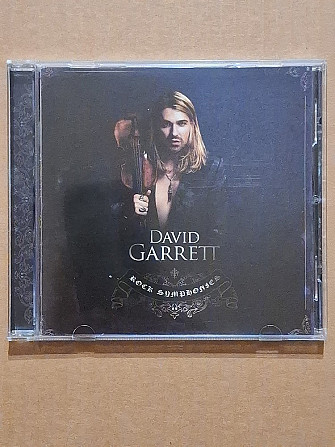 DAVID
GARRETT
ROCK SYMPHONIES